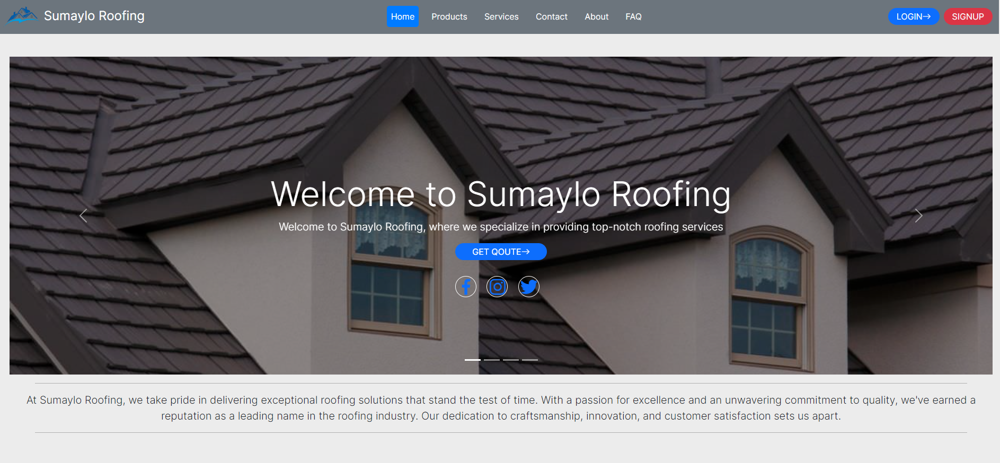 Sumaylo Roofing
Home Products Services Contact About FAQ
LOGIN→ SIGNUP
Welcome to Sumaylo Roofing
Welcome to Sumaylo Roofing, where we specialize in providing top-notch roofing services
GET QOUTE→
At Sumaylo Roofing, we take pride in delivering exceptional roofing solutions that stand the test of time. With a passion for excellence and an unwavering commitment to quality, we've earned a
reputation as a leading name in the roofing industry. Our dedication to craftsmanship, innovation, and customer satisfaction sets us apart.